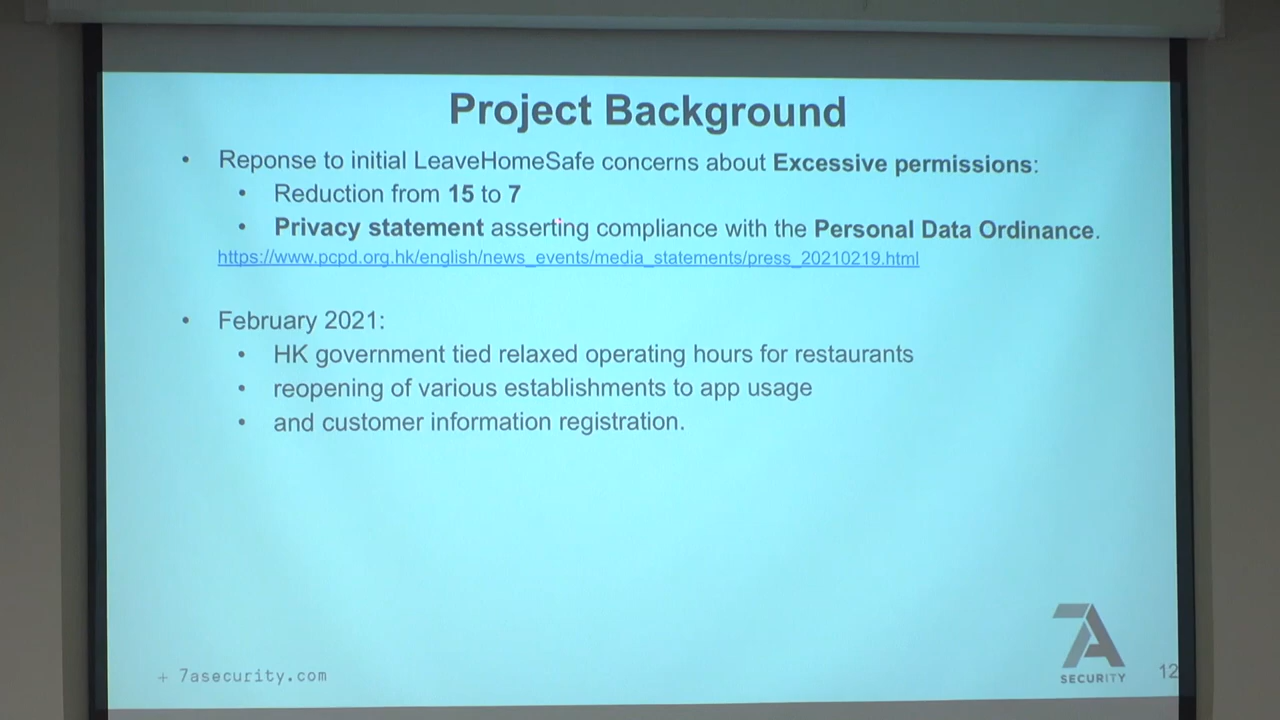 Project Background
• Reponse to initial LeaveHomeSafe concerns about Excessive permissions:
• Reduction from 15 to 7
• Privacy statement asserting compliance with the Personal Data Ordinance.
https://www.pcpd.org.hk/english/news_events/media_statements/press_20210219.html
• February 2021:
• HK government tied relaxed operating hours for restaurants
• reopening of various establishments to app usage
• and customer information registration.
+ 7asecurity.com
7A
SECURITY
12